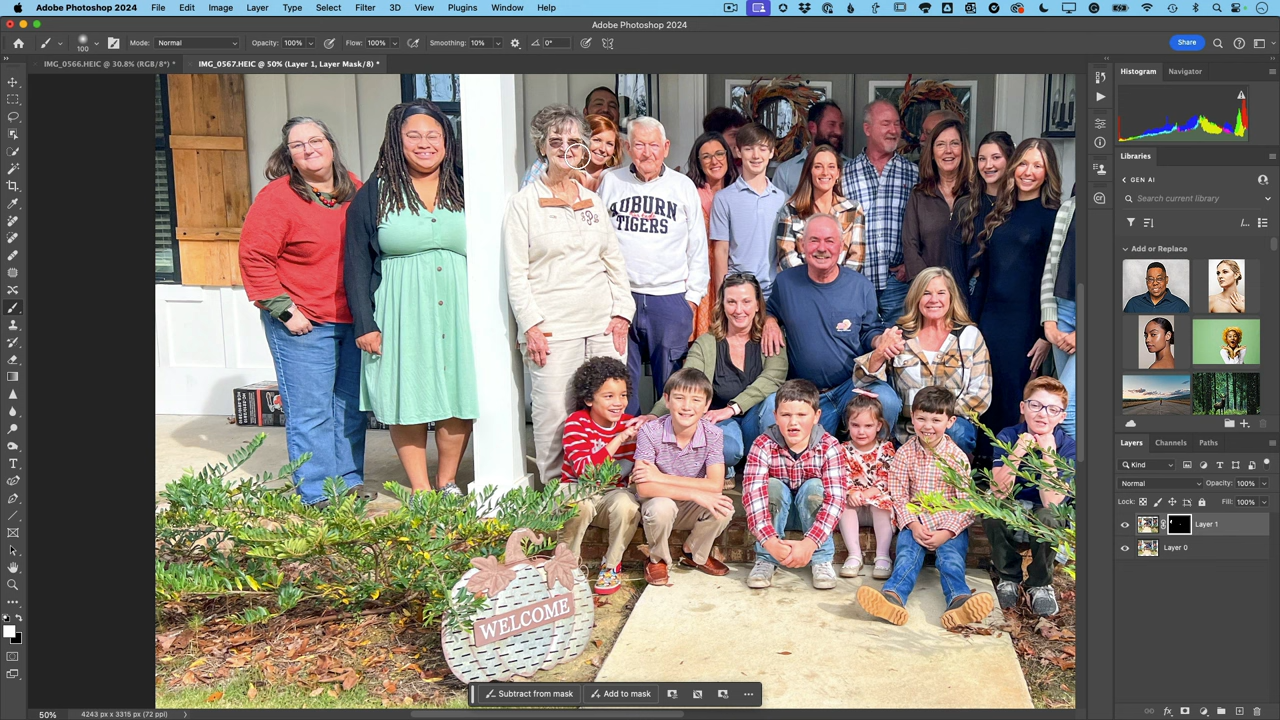 Adobe Photoshop 2024 File Edit Image Layer Type Select Filter 3D View Plugins Window Help
Adobe Photoshop 2024
100 Mode: Normal Opacity: 100% Flow: 100% Smoothing: 10% 0° Share
IMG_0566.HEIC @ 30.8% (RGB/8*) * IMG_0567.HEIC @ 50% (Layer 1, Layer Mask/8) *
Histogram Navigator
Libraries
GEN AI
Search current library
Add or Replace
AUBURN
TIGERS
WELCOME
Layers Channels Paths
Kind
Normal Opacity: 100%
Lock: Fill: 100%
Layer 1
Layer 0
Subtract from mask Add to mask
50% 4243 px x 3315 px (72 ppi)